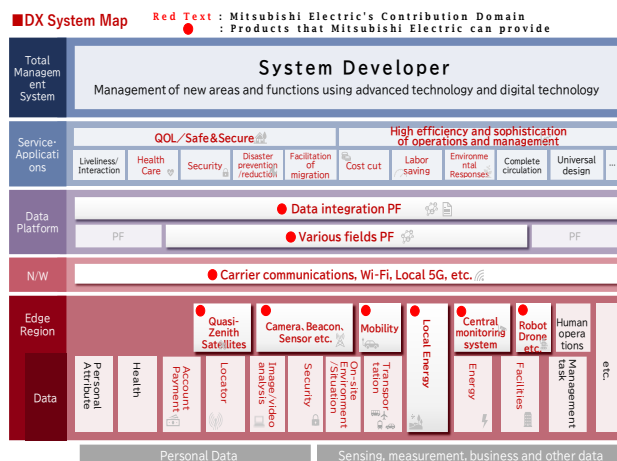 ■DX System Map
Red Text : Mitsubishi Electric's Contribution Domain
● : Products that Mitsubishi Electric can provide
Total
Managem
ent
System
System Developer
Management of new areas and functions using advanced technology and digital technology
Service·
Applicati
ons
QOL／Safe&Secure
High efficiency and sophistication
of operations and management
Liveliness/
Interaction
Health
Care
Security
Disaster
prevention
/reduction
Facilitation
of
migration
Cost cut
Labor
saving
Environme
ntal
Responses
Complete
circulation
Universal
design
...
Data
Platform
● Data integration PF
PF
● Various fields PF
PF
N/W
● Carrier communications, Wi-Fi, Local 5G, etc.
Edge
Region
Quasi-
Zenith
Satellites
Camera、Beacon、
Sensor etc.
Mobility
Local Energy
Central
monitoring
system
Robot
Drone
etc.
Human
opera
tions
etc.
Data
Personal
Attribute
Health
Account
Payment
Locator
Image/video
analysis
Security
On-site
Environment
/Situation
Transpor
tation
Energy
Facilities
Management
task
Personal Data
Sensing, measurement, business and other data